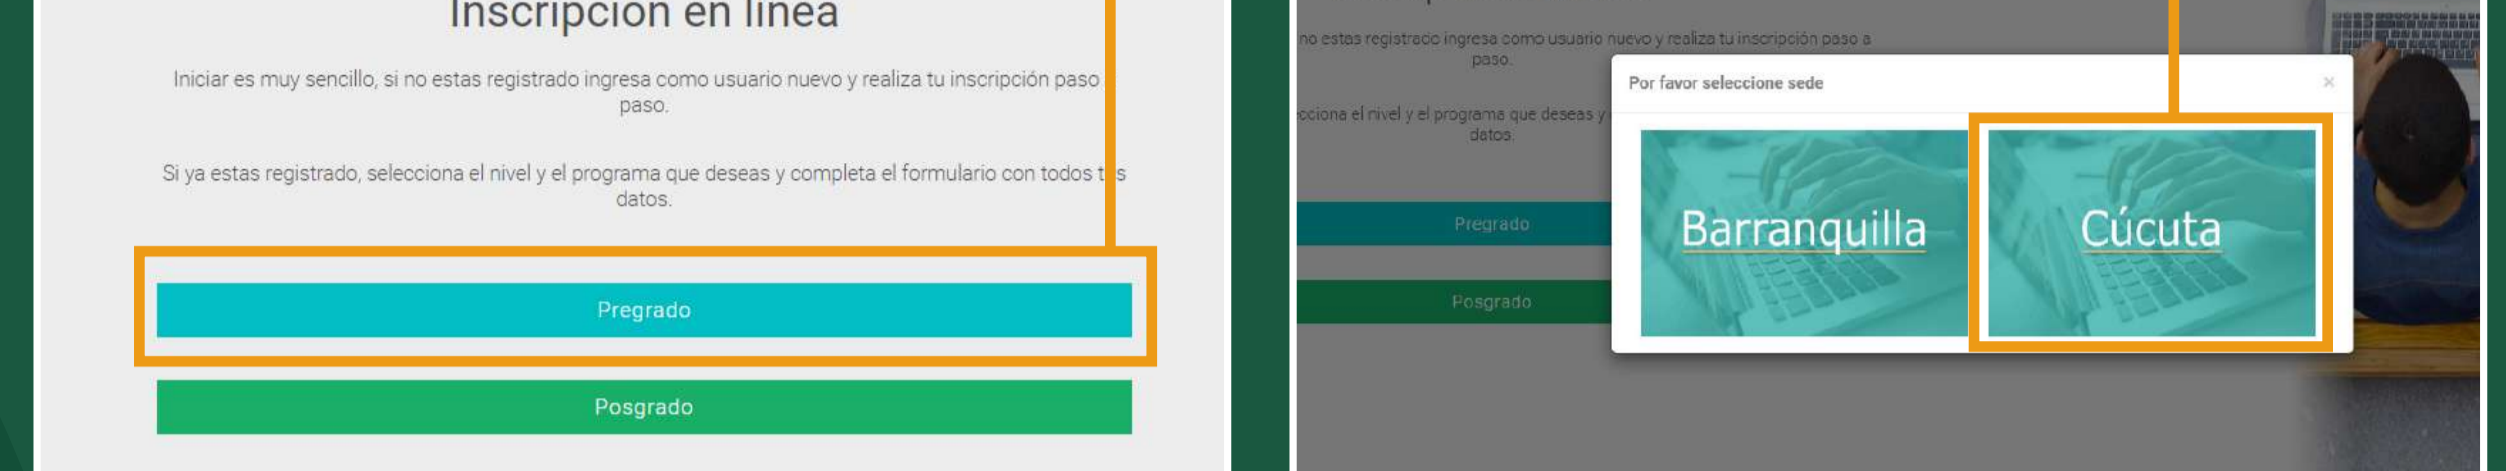 Inscripción en línea
Iniciar es muy sencillo, si no estas registrado ingresa como usuario nuevo y realiza tu inscripción paso
paso.
Si ya estas registrado, selecciona el nivel y el programa que deseas y completa el formulario con todos tus
datos.
Pregrado
Posgrado
no estas registrado ingresa como usuario nuevo y realiza tu inscripción paso a
paso.
cciona el nivel y el programa que deseas y
datos.
Pregrado
Posgrado
Por favor seleccione sede
×
Barranquilla
Cúcuta